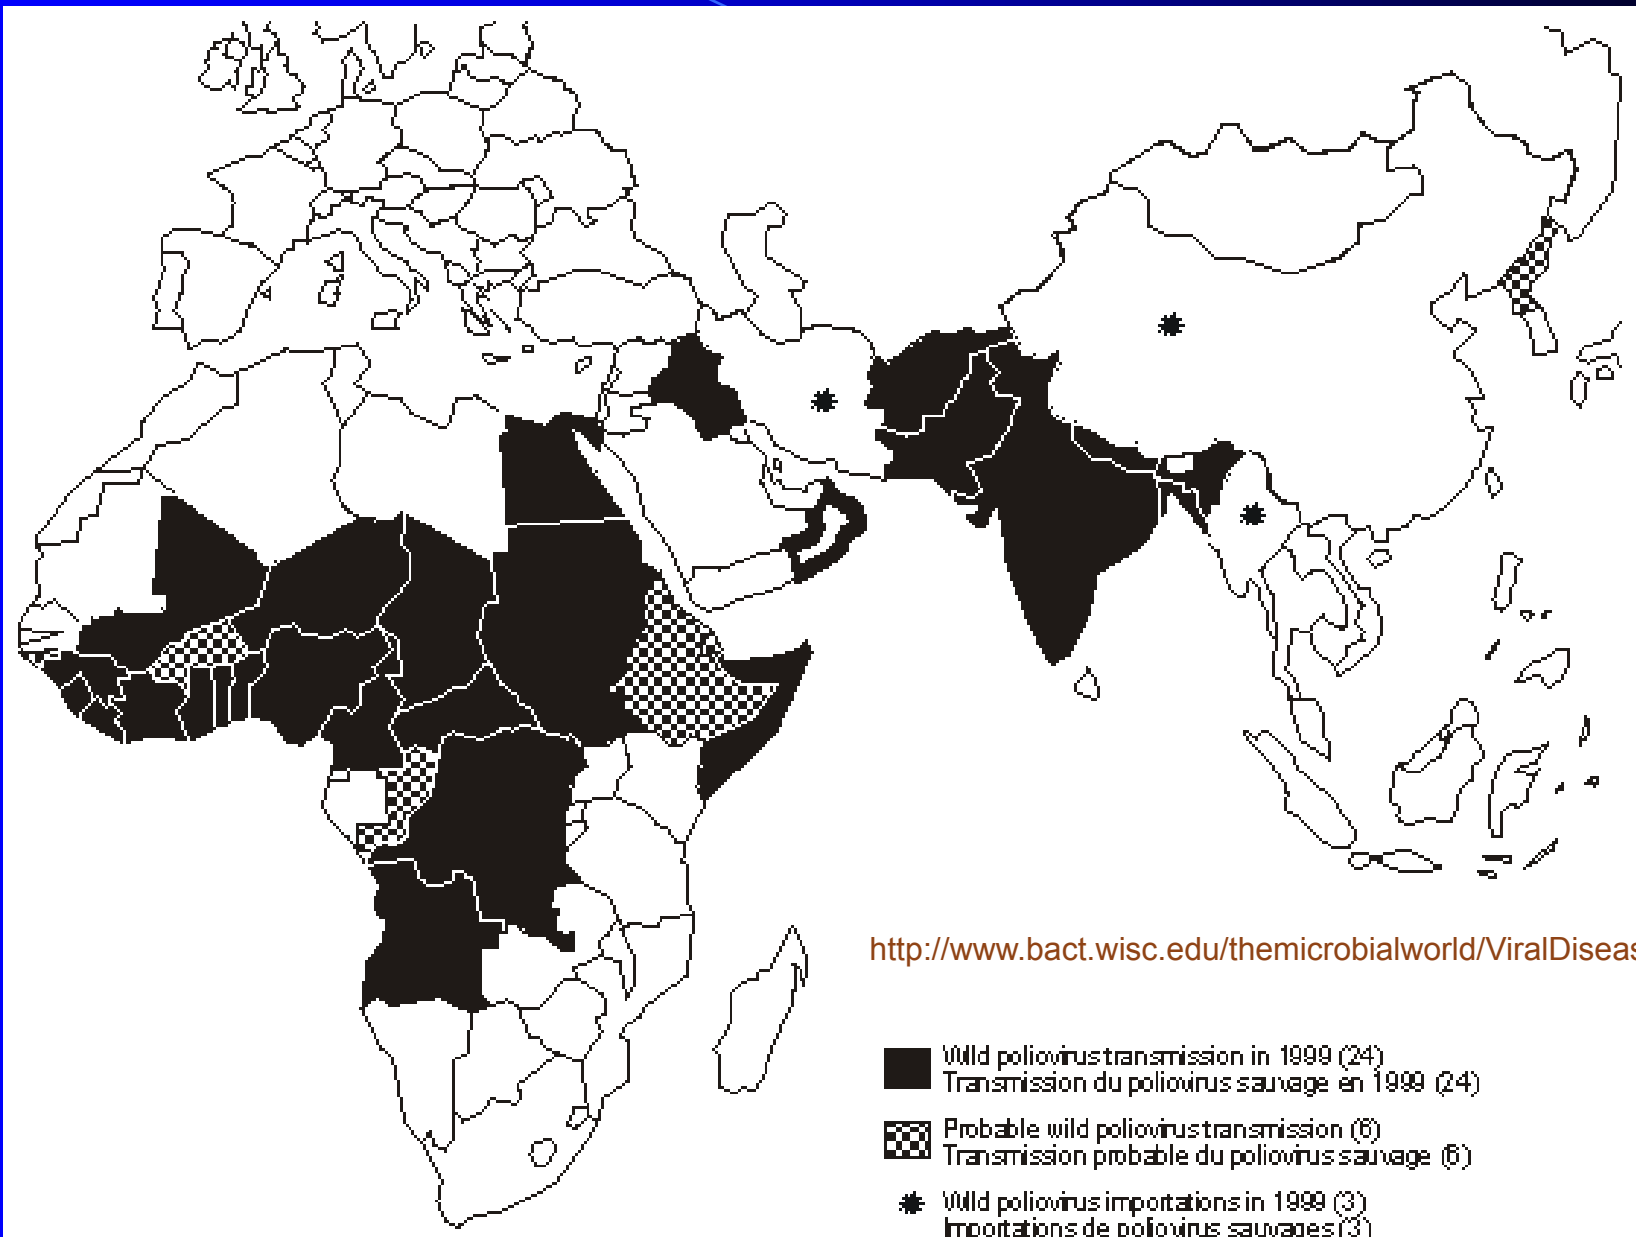 http://www.bact.wisc.edu/themicrobialworld/ViralDiseas
Wild poliovirus transmission in 1999 (24)
Transmission du poliovirus sauvage en 1999 (24)
Probable wild poliovirus transmission (6)
Transmission probable du poliovirus sauvage (6)
Wild poliovirus importations in 1999 (3)
Importations de poliovirus sauvages (3)